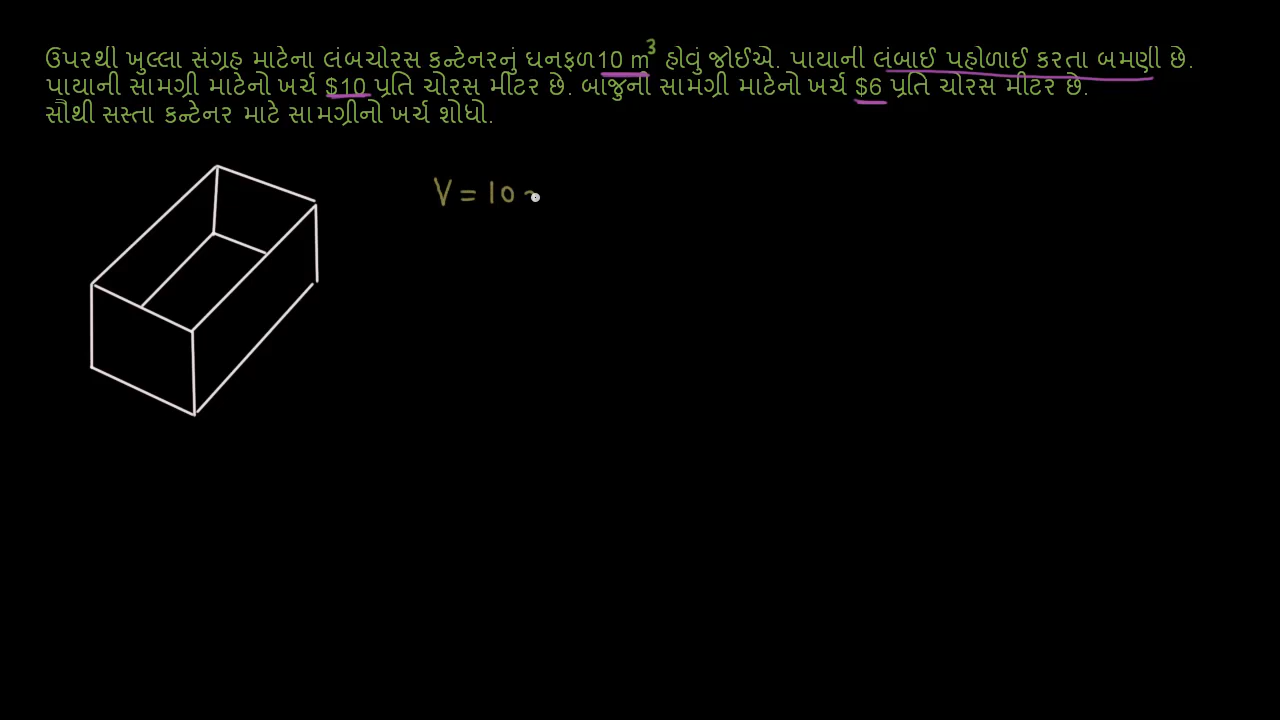 ઉપરથી ખુલ્લા સંગ્રહ માટેના લંબચોરસ કન્ટેનરનું ઘનફળ10 m³ હોવું જોઈએ. પાયાની લંબાઈ પહોળાઈ કરતા બમણી છે.
પાયાની સામગ્રી માટેનો ખર્ચ $10 પ્રતિ ચોરસ મીટર છે. બાજુની સામગ્રી માટેનો ખર્ચ $6 પ્રતિ ચોરસ મીટર છે.
સૌથી સસ્તા કન્ટેનર માટે સામગ્રીનો ખર્ચ શોધો.
V = 10